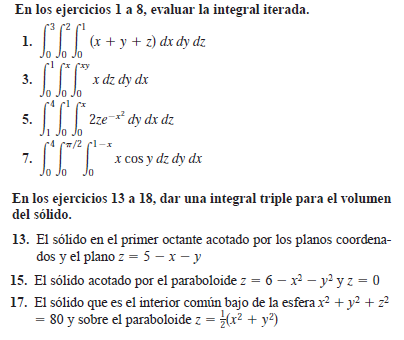 En los ejercicios 1 a 8, evaluar la integral iterada.
1. ∫₀³ ∫₀² ∫₀¹ (x + y + z) dx dy dz
3. ∫₀¹ ∫₀ˣ ∫₀ˣʸ x dz dy dx
5. ∫₁⁴ ∫₀¹ ∫₀ˣ 2ze^(−x²) dy dx dz
7. ∫₀⁴ ∫₀^(π/2) ∫₀^(1−x) x cos y dz dy dx
En los ejercicios 13 a 18, dar una integral triple para el volumen
del sólido.
13. El sólido en el primer octante acotado por los planos coordena-
dos y el plano z = 5 − x − y
15. El sólido acotado por el paraboloide z = 6 − x² − y² y z = 0
17. El sólido que es el interior común bajo de la esfera x² + y² + z²
= 80 y sobre el paraboloide z = ½(x² + y²)